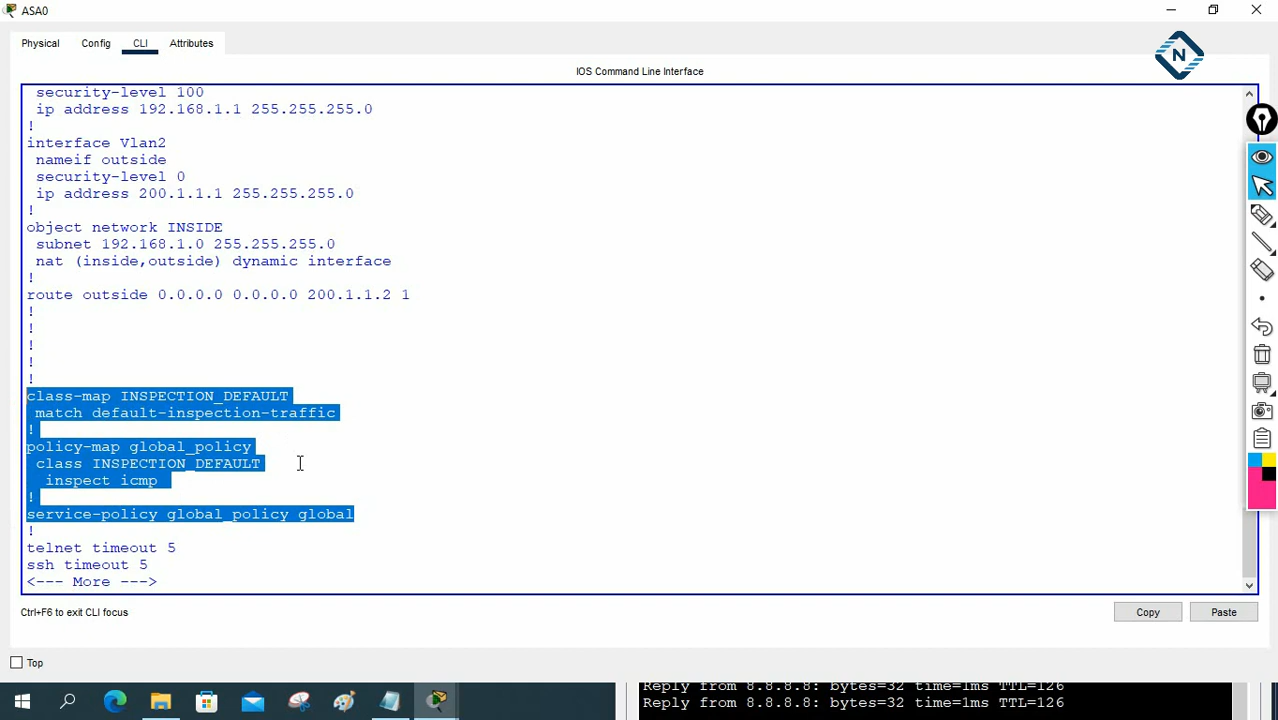 ASA0
Physical Config CLI Attributes
N
IOS Command Line Interface
security-level 100
ip address 192.168.1.1 255.255.255.0
!
interface Vlan2
nameif outside
security-level 0
ip address 200.1.1.1 255.255.255.0
!
object network INSIDE
subnet 192.168.1.0 255.255.255.0
nat (inside,outside) dynamic interface
!
route outside 0.0.0.0 0.0.0.0 200.1.1.2 1
!
!
!
!
!
class-map INSPECTION_DEFAULT
match default-inspection-traffic
!
policy-map global_policy
class INSPECTION_DEFAULT
inspect icmp
!
service-policy global_policy global
!
telnet timeout 5
ssh timeout 5
<--- More --->
Ctrl+F6 to exit CLI focus
Copy Paste
Top
Reply from 8.8.8.8: bytes=32 time=1ms TTL=126
Reply from 8.8.8.8: bytes=32 time=1ms TTL=126